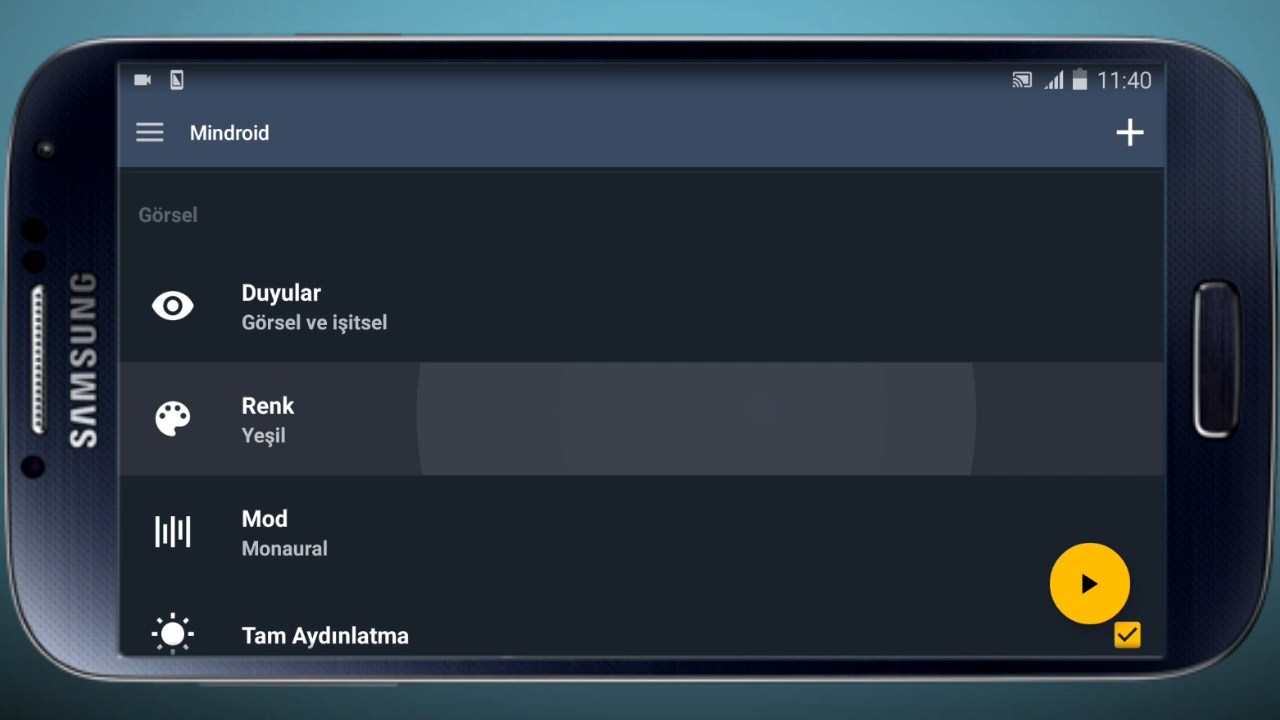 11:40
Mindroid
Görsel
Duyular
Görsel ve işitsel
Renk
Yeşil
Mod
Monaural
Tam Aydınlatma
SAMSUNG